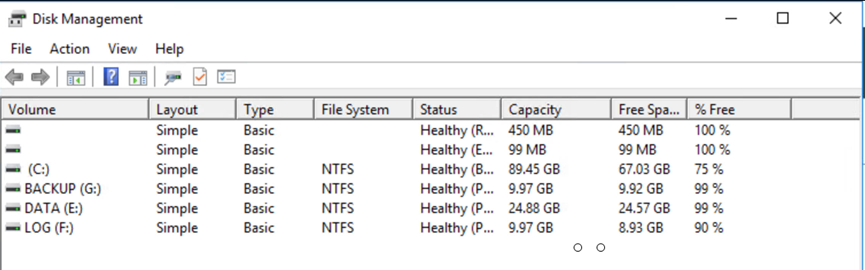 Disk Management
File Action View Help
Volume Layout Type File System Status Capacity Free Spa... % Free
Simple Basic Healthy (R... 450 MB 450 MB 100 %
Simple Basic Healthy (E... 99 MB 99 MB 100 %
(C:) Simple Basic NTFS Healthy (B... 89.45 GB 67.03 GB 75 %
BACKUP (G:) Simple Basic NTFS Healthy (P... 9.97 GB 9.92 GB 99 %
DATA (E:) Simple Basic NTFS Healthy (P... 24.88 GB 24.57 GB 99 %
LOG (F:) Simple Basic NTFS Healthy (P... 9.97 GB 8.93 GB 90 %